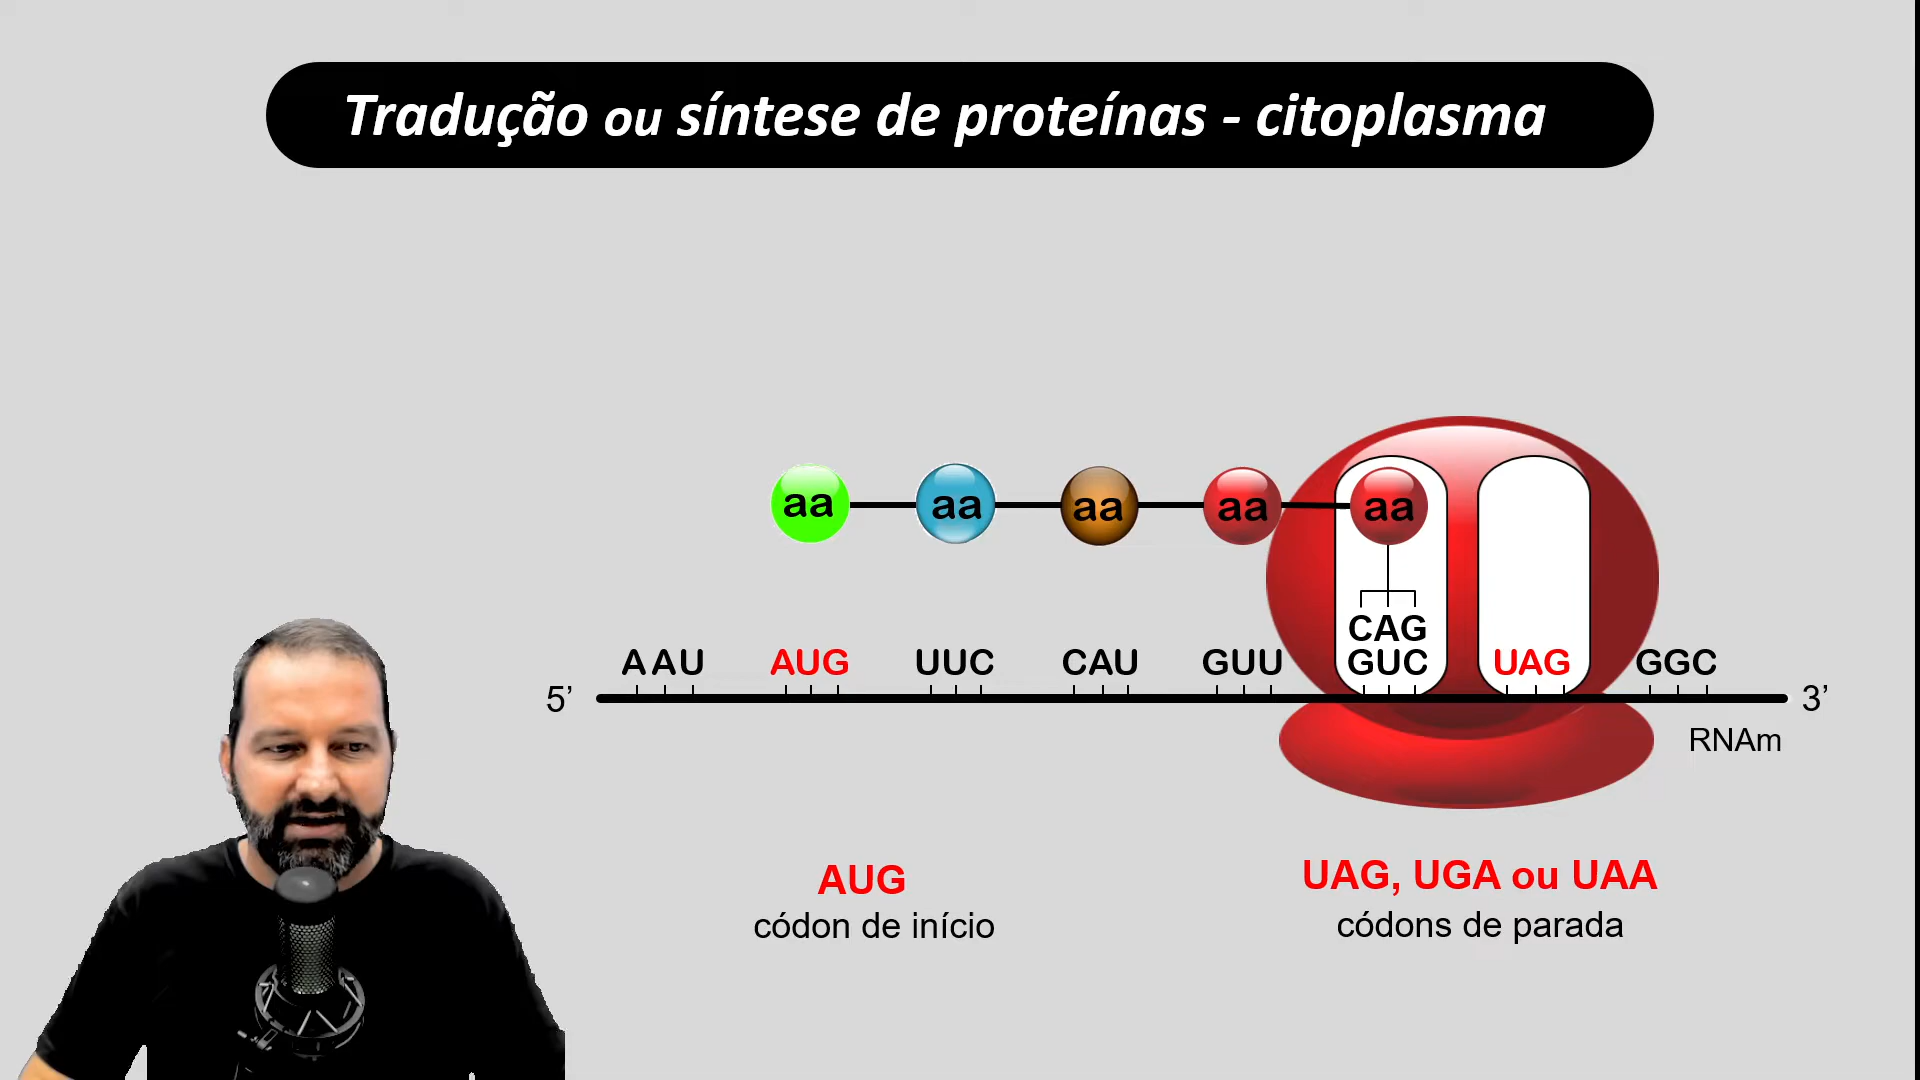 Tradução ou síntese de proteínas - citoplasma
aa aa aa aa aa
CAG
AAU AUG UUC CAU GUU GUC UAG GGC
5’ 3’
RNAm
AUG
códon de início
UAG, UGA ou UAA
códons de parada